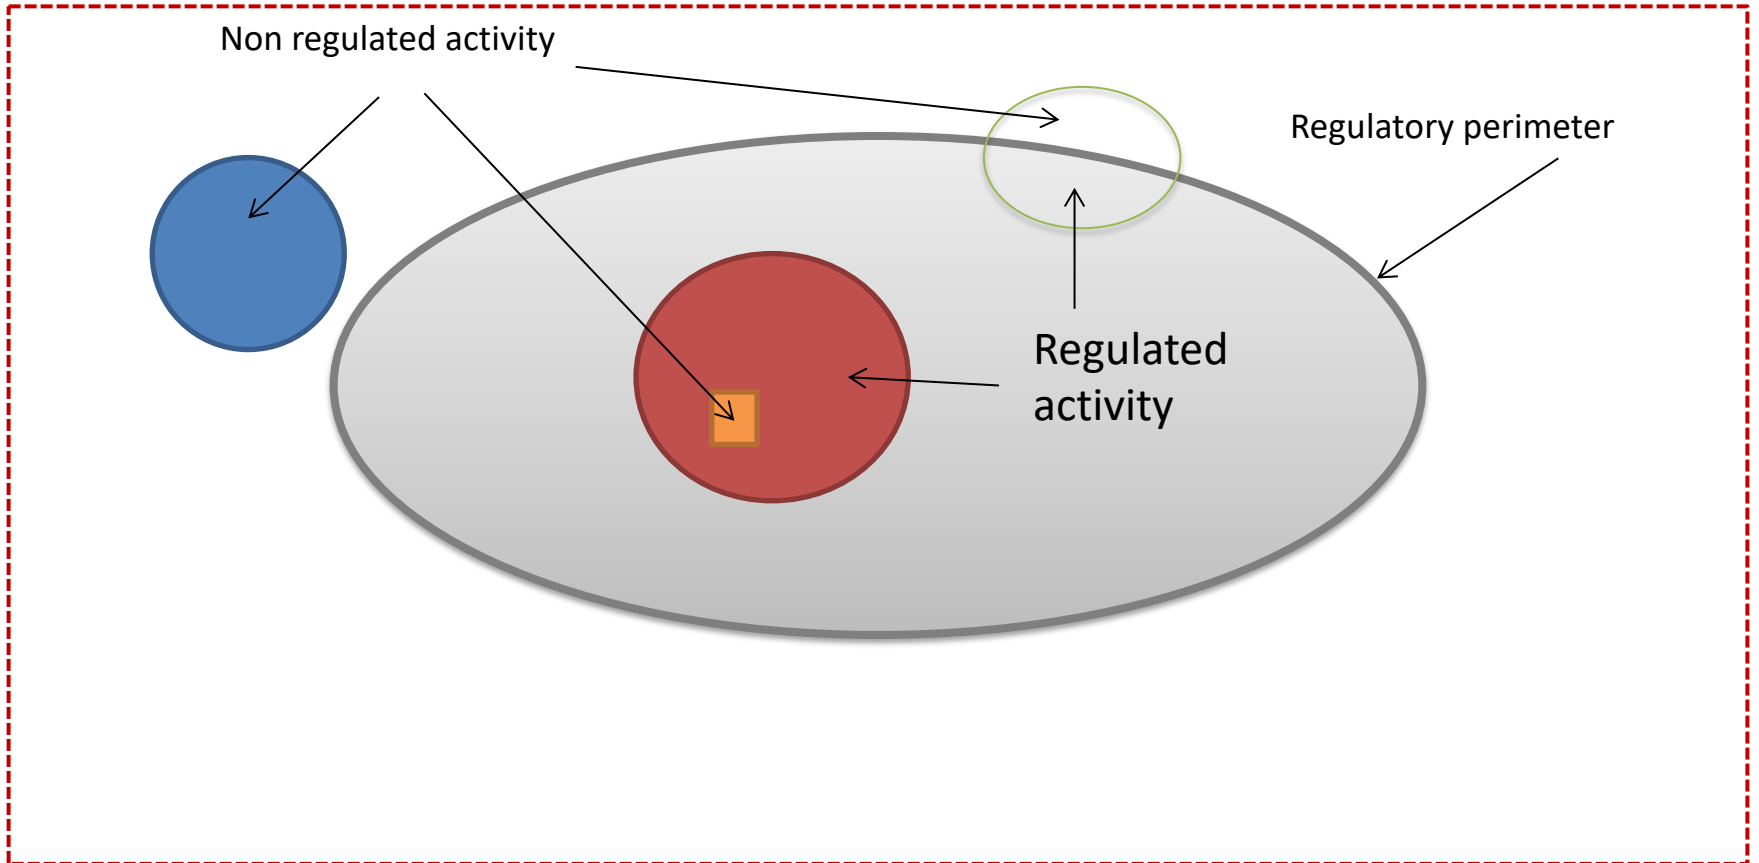 Non regulated activity
Regulatory perimeter
Regulated
activity